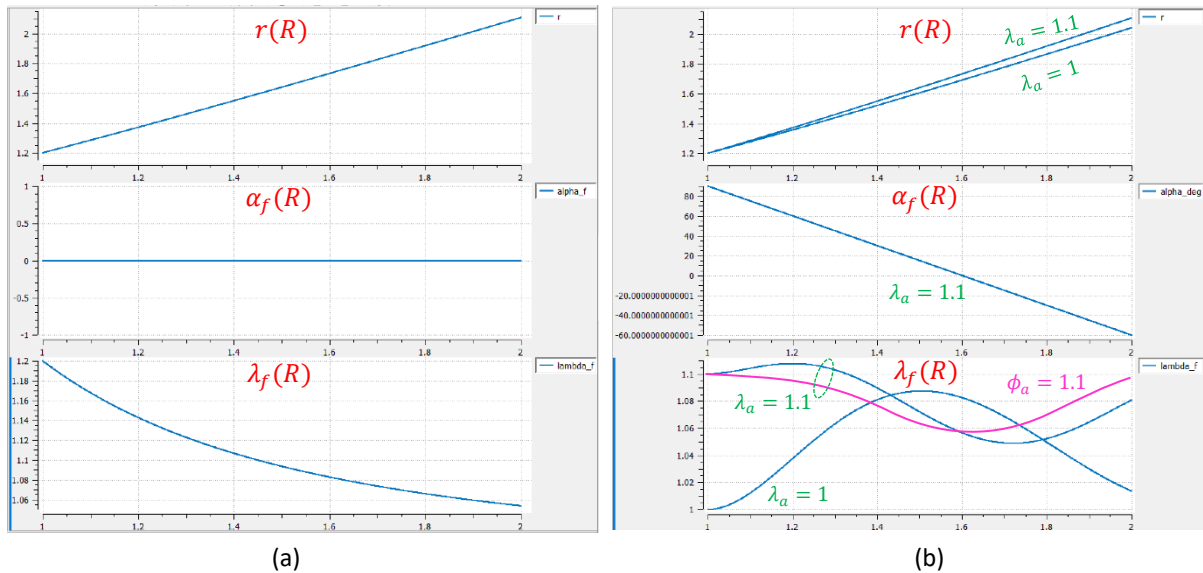 r(R)
r
2.2
2
1.8
1.6
1.4
1.2
1 1.2 1.4 1.6 1.8 2
α_f(R)
alpha_f
1
0.5
0
-0.5
-1
1 1.2 1.4 1.6 1.8 2
λ_f(R)
lambda_f
1.2
1.18
1.16
1.14
1.12
1.1
1.08
1.06
1 1.2 1.4 1.6 1.8 2
(a)
r(R)
λ_a = 1.1
λ_a = 1
r
2
1.8
1.6
1.4
1.2
1 1.2 1.4 1.6 1.8 2
α_f(R)
alpha_deg
80
60
40
20
0
-20.0000000000001
-40.0000000000001
-60.0000000000001
λ_a = 1.1
1 1.2 1.4 1.6 1.8 2
λ_f(R)
lambda_f
ϕ_a = 1.1
λ_a = 1.1
λ_a = 1
1.1
1.08
1.06
1.04
1.02
1
1 1.2 1.4 1.6 1.8 2
(b)